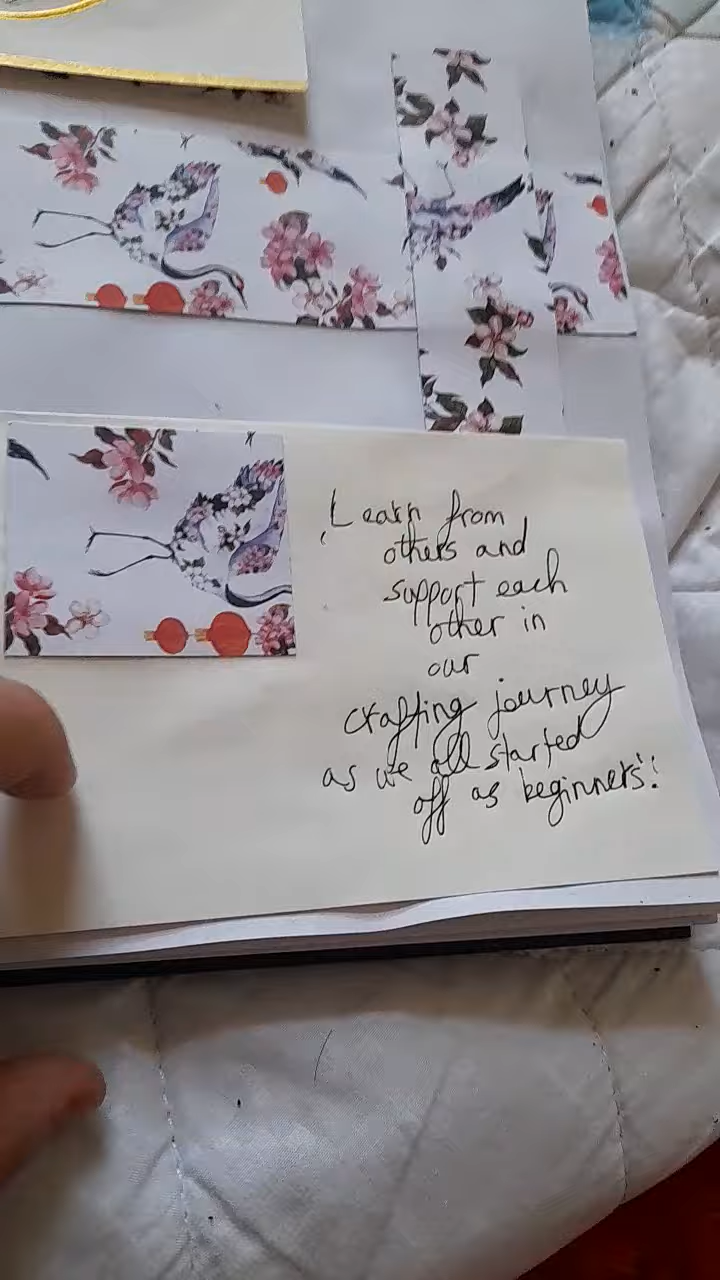 'Learn from
others and
support each
other in
our
crafting journey
as we all started
off as beginners'!